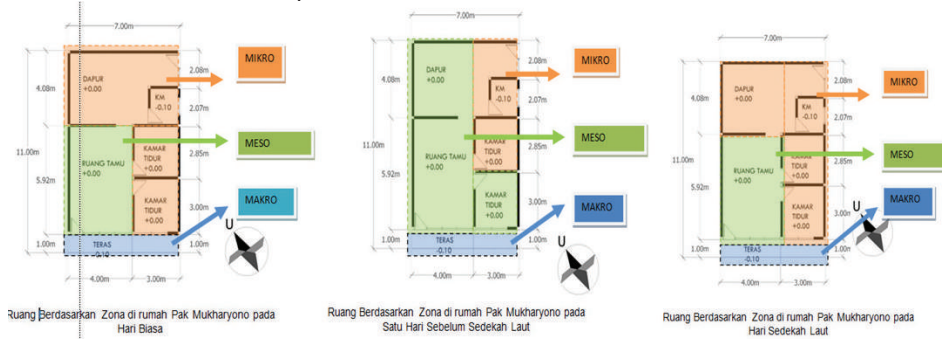 7.00m
DAPUR
+0.00
KM
-0.10
4.08m
2.08m
2.07m
11.00m
RUANG TAMU
+0.00
KAMAR
TIDUR
+0.00
2.85m
5.92m
KAMAR
TIDUR
+0.00
3.00m
1.00m
TERAS
-0.10
1.00m
4.00m
3.00m
U
MIKRO
MESO
MAKRO
Ruang Berdasarkan Zona di rumah Pak Mukharyono pada
Hari Biasa
7.00m
DAPUR
+0.00
KM
-0.10
4.08m
2.08m
2.07m
11.00m
RUANG TAMU
+0.00
KAMAR
TIDUR
+0.00
2.85m
5.92m
KAMAR
TIDUR
+0.00
3.00m
1.00m
TERAS
-0.10
1.00m
4.00m
3.00m
U
MIKRO
MESO
MAKRO
Ruang Berdasarkan Zona di rumah Pak Mukharyono pada
Satu Hari Sebelum Sedekah Laut
7.00m
DAPUR
+0.00
KM
-0.10
4.08m
2.08m
2.07m
11.00m
RUANG TAMU
+0.00
KAMAR
TIDUR
+0.00
2.85m
5.92m
KAMAR
TIDUR
+0.00
3.00m
1.00m
TERAS
-0.10
1.00m
4.00m
3.00m
U
MIKRO
MESO
MAKRO
Ruang Berdasarkan Zona di rumah Pak Mukharyono pada
Hari Sedekah Laut